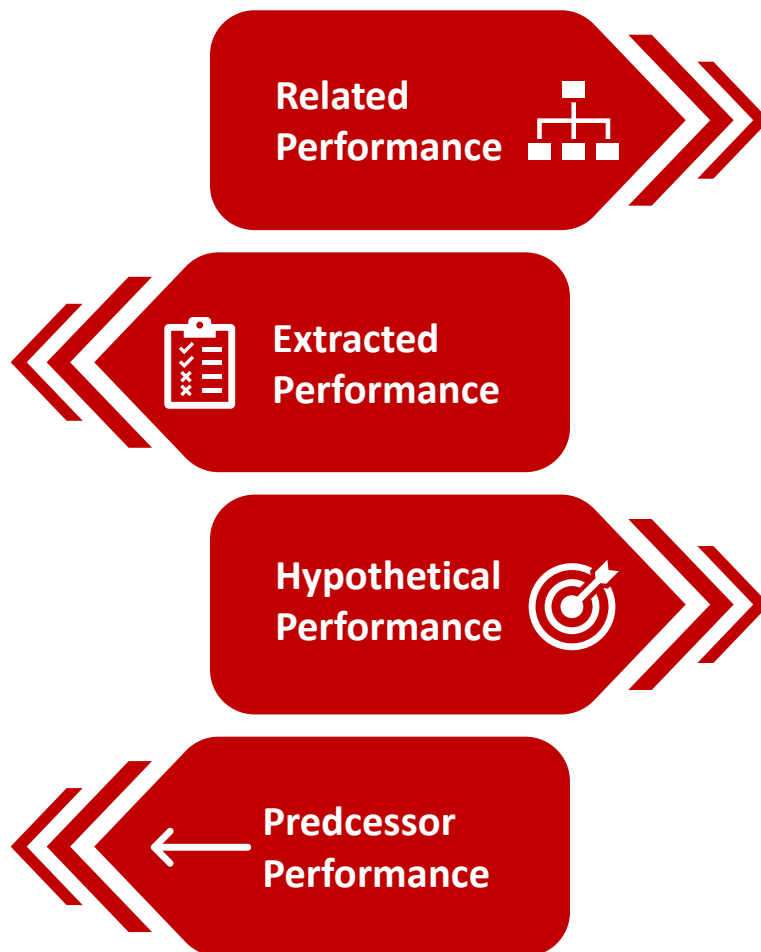 Related
Performance
Extracted
Performance
Hypothetical
Performance
Predcessor
Performance